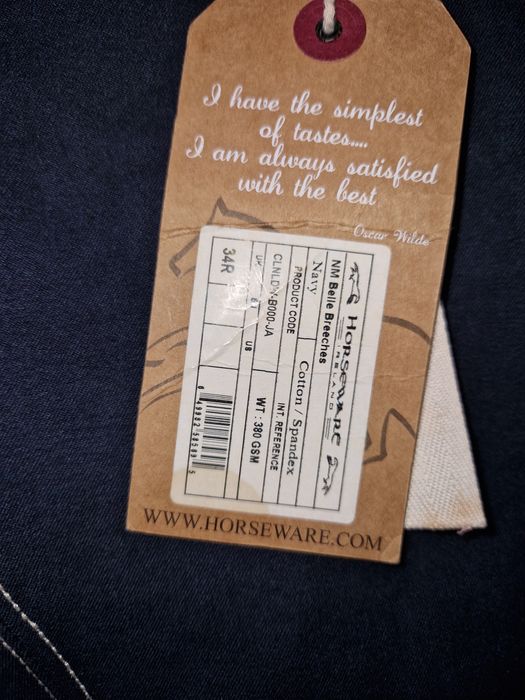 I have the simplest
of tastes....
I am always satisfied
with the best
Oscar Wilde
HORSEWARE
IRELAND
NM Belle Breeches
Navy
Cotton / Spandex
PRODUCT CODE
INT. REFERENCE
WT : 380 GSM
US
34R
WWW.HORSEWARE.COM